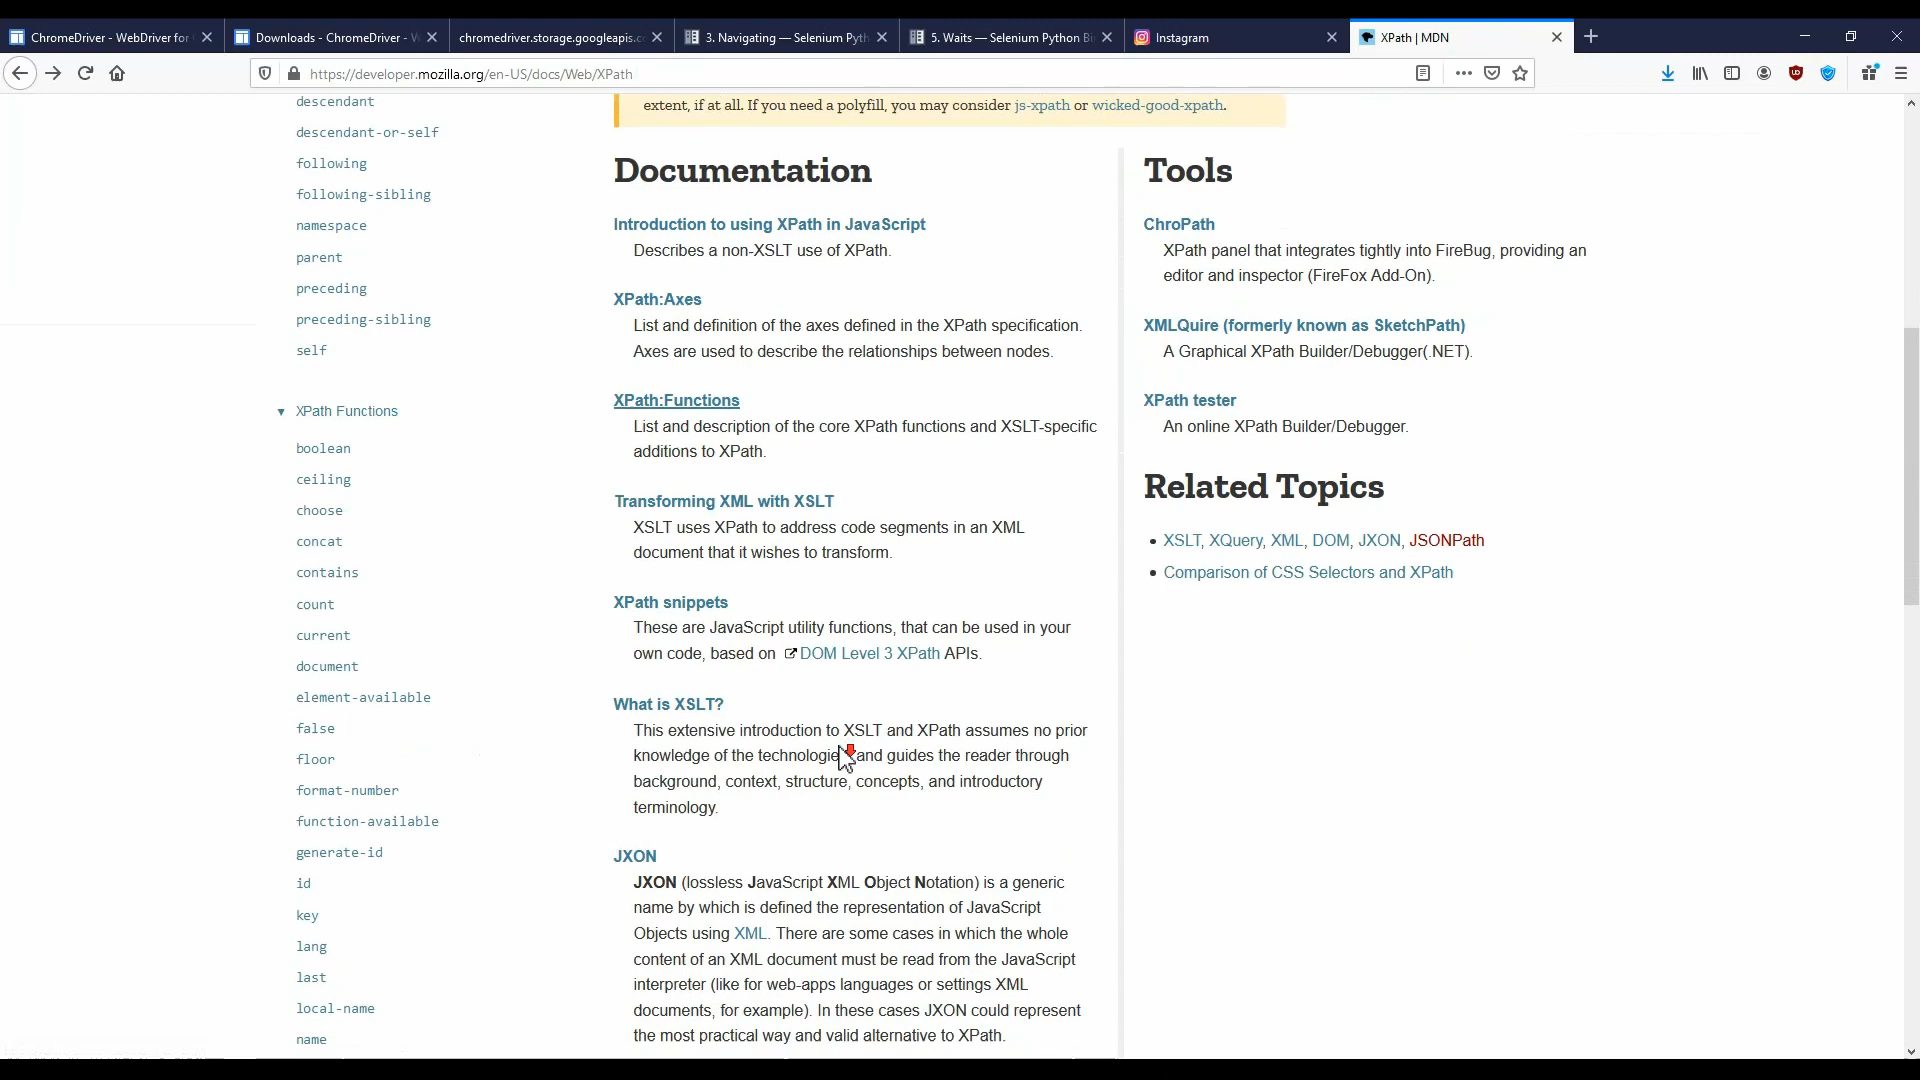 ChromeDriver - WebDriver for
Downloads - ChromeDriver - W
chromedriver.storage.googleapis.c
3. Navigating — Selenium Pyth
5. Waits — Selenium Python Bi
Instagram
XPath | MDN
https://developer.mozilla.org/en-US/docs/Web/XPath
descendant
descendant-or-self
following
following-sibling
namespace
parent
preceding
preceding-sibling
self
XPath Functions
boolean
ceiling
choose
concat
contains
count
current
document
element-available
false
floor
format-number
function-available
generate-id
id
key
lang
last
local-name
name
extent, if at all. If you need a polyfill, you may consider js-xpath or wicked-good-xpath.
Documentation
Introduction to using XPath in JavaScript
Describes a non-XSLT use of XPath.
XPath:Axes
List and definition of the axes defined in the XPath specification.
Axes are used to describe the relationships between nodes.
XPath:Functions
List and description of the core XPath functions and XSLT-specific
additions to XPath.
Transforming XML with XSLT
XSLT uses XPath to address code segments in an XML
document that it wishes to transform.
XPath snippets
These are JavaScript utility functions, that can be used in your
own code, based on DOM Level 3 XPath APIs.
What is XSLT?
This extensive introduction to XSLT and XPath assumes no prior
knowledge of the technologie and guides the reader through
background, context, structure, concepts, and introductory
terminology.
JXON
JXON (lossless JavaScript XML Object Notation) is a generic
name by which is defined the representation of JavaScript
Objects using XML. There are some cases in which the whole
content of an XML document must be read from the JavaScript
interpreter (like for web-apps languages or settings XML
documents, for example). In these cases JXON could represent
the most practical way and valid alternative to XPath.
Tools
ChroPath
XPath panel that integrates tightly into FireBug, providing an
editor and inspector (FireFox Add-On).
XMLQuire (formerly known as SketchPath)
A Graphical XPath Builder/Debugger(.NET).
XPath tester
An online XPath Builder/Debugger.
Related Topics
XSLT, XQuery, XML, DOM, JXON, JSONPath
Comparison of CSS Selectors and XPath